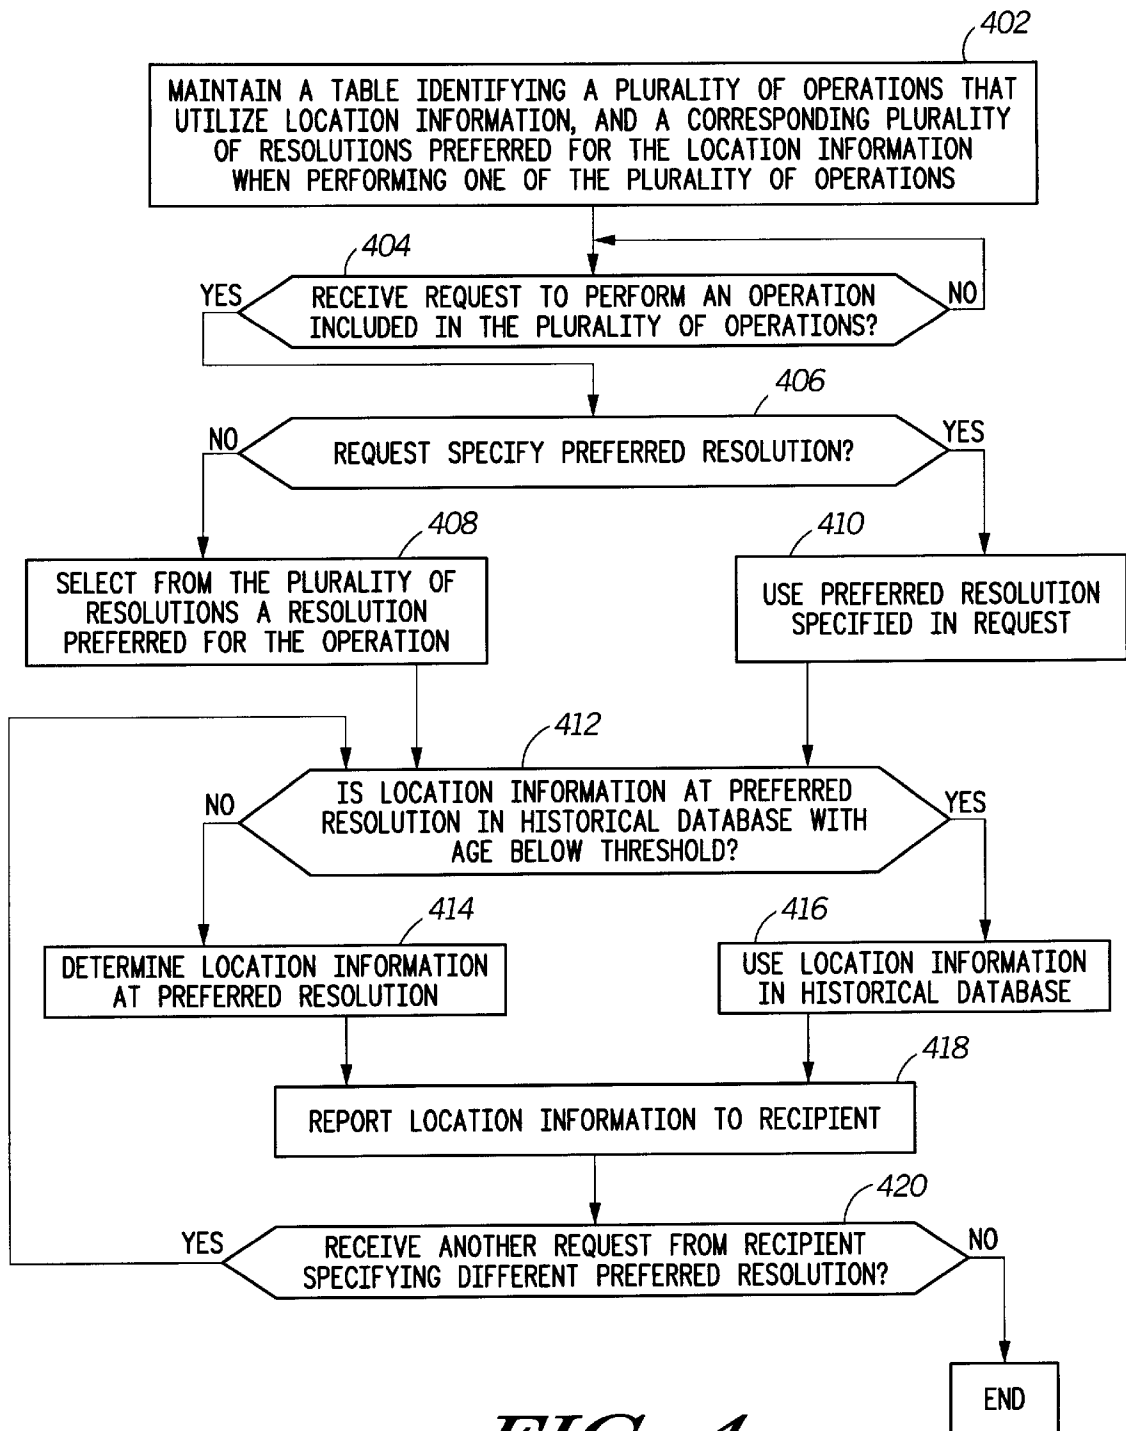 402
MAINTAIN A TABLE IDENTIFYING A PLURALITY OF OPERATIONS THAT
UTILIZE LOCATION INFORMATION, AND A CORRESPONDING PLURALITY
OF RESOLUTIONS PREFERRED FOR THE LOCATION INFORMATION
WHEN PERFORMING ONE OF THE PLURALITY OF OPERATIONS
404
YES
RECEIVE REQUEST TO PERFORM AN OPERATION
INCLUDED IN THE PLURALITY OF OPERATIONS?
NO
406
NO
REQUEST SPECIFY PREFERRED RESOLUTION?
YES
408
SELECT FROM THE PLURALITY OF
RESOLUTIONS A RESOLUTION
PREFERRED FOR THE OPERATION
410
USE PREFERRED RESOLUTION
SPECIFIED IN REQUEST
412
NO
IS LOCATION INFORMATION AT PREFERRED
RESOLUTION IN HISTORICAL DATABASE WITH
AGE BELOW THRESHOLD?
YES
414
DETERMINE LOCATION INFORMATION
AT PREFERRED RESOLUTION
416
USE LOCATION INFORMATION
IN HISTORICAL DATABASE
418
REPORT LOCATION INFORMATION TO RECIPIENT
420
YES
RECEIVE ANOTHER REQUEST FROM RECIPIENT
SPECIFYING DIFFERENT PREFERRED RESOLUTION?
NO
END
FIG. 4